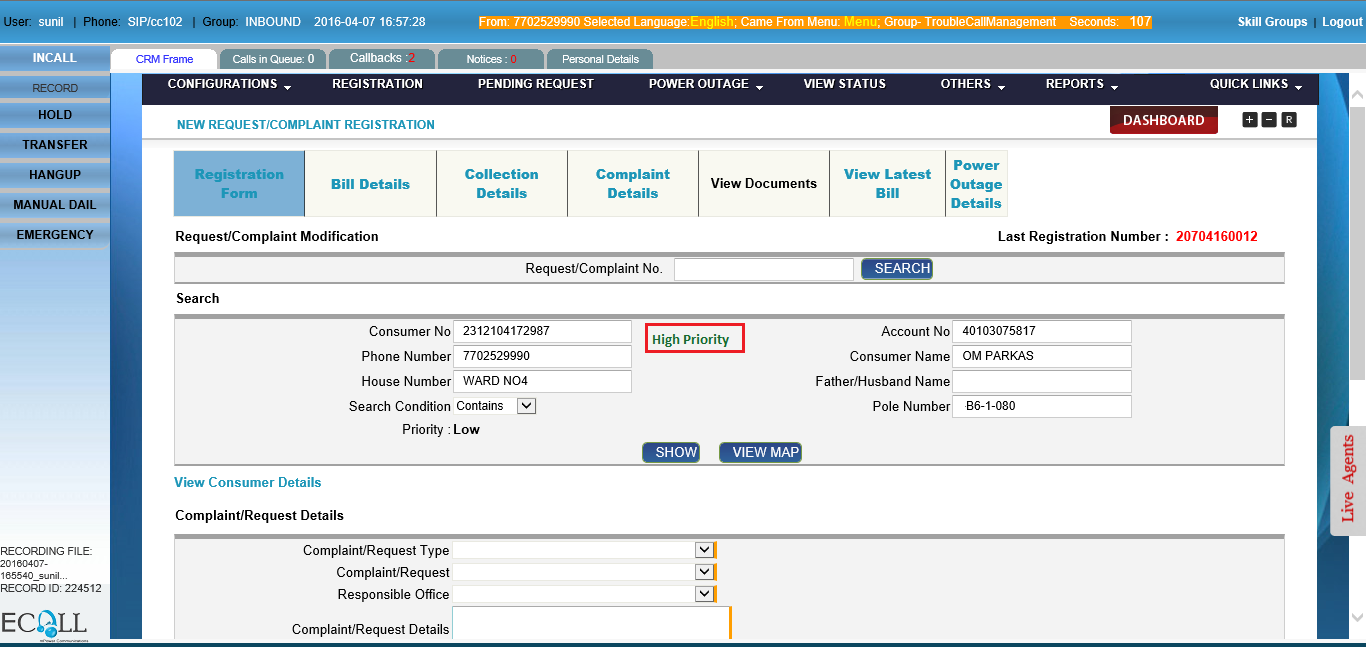 User: sunil | Phone: SIP/cc102 | Group: INBOUND 2016-04-07 16:57:28 From: 7702529990 Selected Language:English; Came From Menu: Menu; Group- TroubleCallManagement Seconds: 107 Skill Groups | Logout
INCALL
RECORD
HOLD
TRANSFER
HANGUP
MANUAL DAIL
EMERGENCY
RECORDING FILE:
20160407-
165540_sunil...
RECORD ID: 224512
ECALL
CRM Frame Calls in Queue: 0 Callbacks :2 Notices : 0 Personal Details
CONFIGURATIONS REGISTRATION PENDING REQUEST POWER OUTAGE VIEW STATUS OTHERS REPORTS QUICK LINKS
NEW REQUEST/COMPLAINT REGISTRATION DASHBOARD + − R
Registration
Form
Bill Details
Collection
Details
Complaint
Details
View Documents
View Latest
Bill
Power
Outage
Details
Request/Complaint Modification Last Registration Number : 20704160012
Request/Complaint No. SEARCH
Search
Consumer No 2312104172987 High Priority Account No 40103075817
Phone Number 7702529990 Consumer Name OM PARKAS
House Number WARD NO4 Father/Husband Name
Search Condition Contains Pole Number B6-1-080
Priority : Low
SHOW VIEW MAP
View Consumer Details
Complaint/Request Details
Complaint/Request Type
Complaint/Request
Responsible Office
Complaint/Request Details
Live Agents